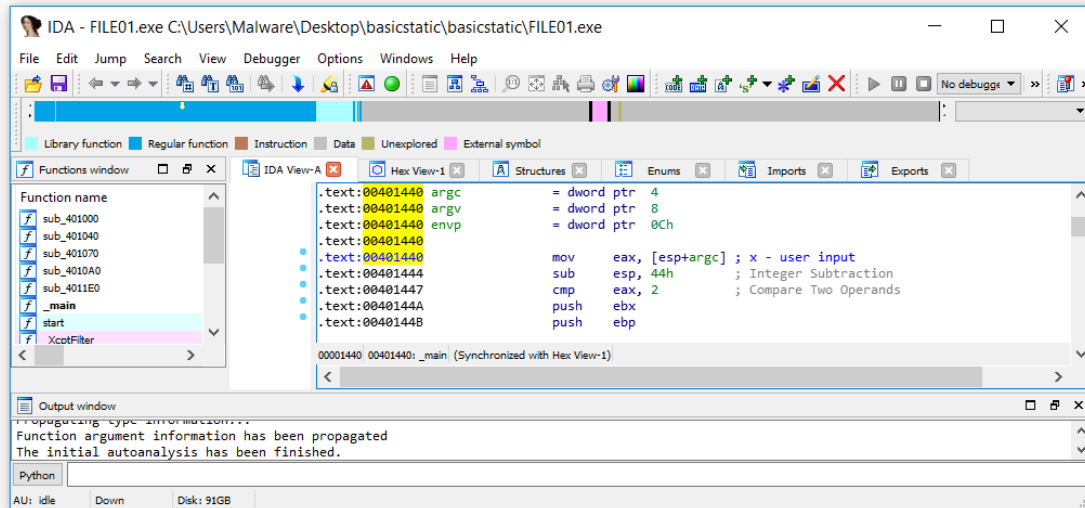 IDA - FILE01.exe C:\Users\Malware\Desktop\basicstatic\basicstatic\FILE01.exe
File Edit Jump Search View Debugger Options Windows Help
No debugge
Library function Regular function Instruction Data Unexplored External symbol
Functions window IDA View-A Hex View-1 Structures Enums Imports Exports
Function name
sub_401000
sub_401040
sub_401070
sub_4010A0
sub_4011E0
_main
start
XcptFilter
.text:00401440 argc = dword ptr 4
.text:00401440 argv = dword ptr 8
.text:00401440 envp = dword ptr 0Ch
.text:00401440
.text:00401440 mov eax, [esp+argc] ; x - user input
.text:00401444 sub esp, 44h ; Integer Subtraction
.text:00401447 cmp eax, 2 ; Compare Two Operands
.text:0040144A push ebx
.text:0040144B push ebp
00001440 00401440: _main (Synchronized with Hex View-1)
Output window
Propagating type information...
Function argument information has been propagated
The initial autoanalysis has been finished.
Python
AU: idle Down Disk: 91GB